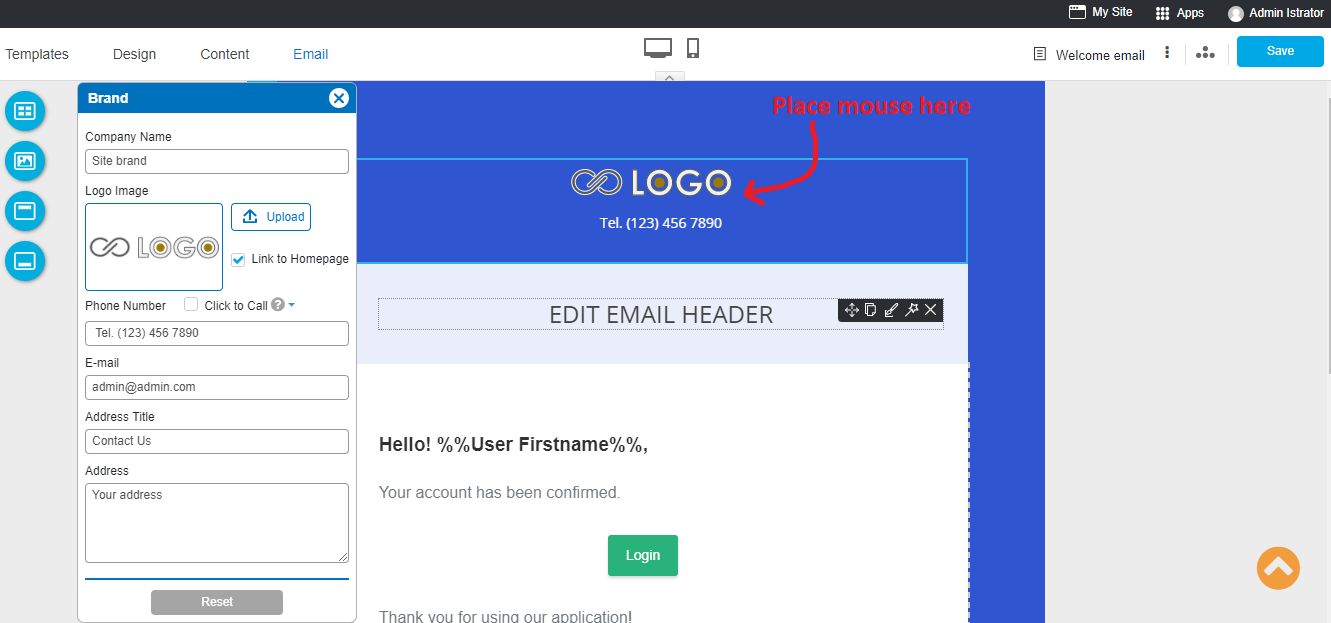 My Site
Apps
Admin Istrator
Templates
Design
Content
Email
Welcome email
Save
Brand
Company Name
Site brand
Logo Image
LOGO
Upload
Link to Homepage
Phone Number
Click to Call ?
Tel. (123) 456 7890
E-mail
admin@admin.com
Address Title
Contact Us
Address
Your address
Reset
Place mouse here
LOGO
Tel. (123) 456 7890
EDIT EMAIL HEADER
Hello! %%User Firstname%%,
Your account has been confirmed.
Login
Thank you for using our application!